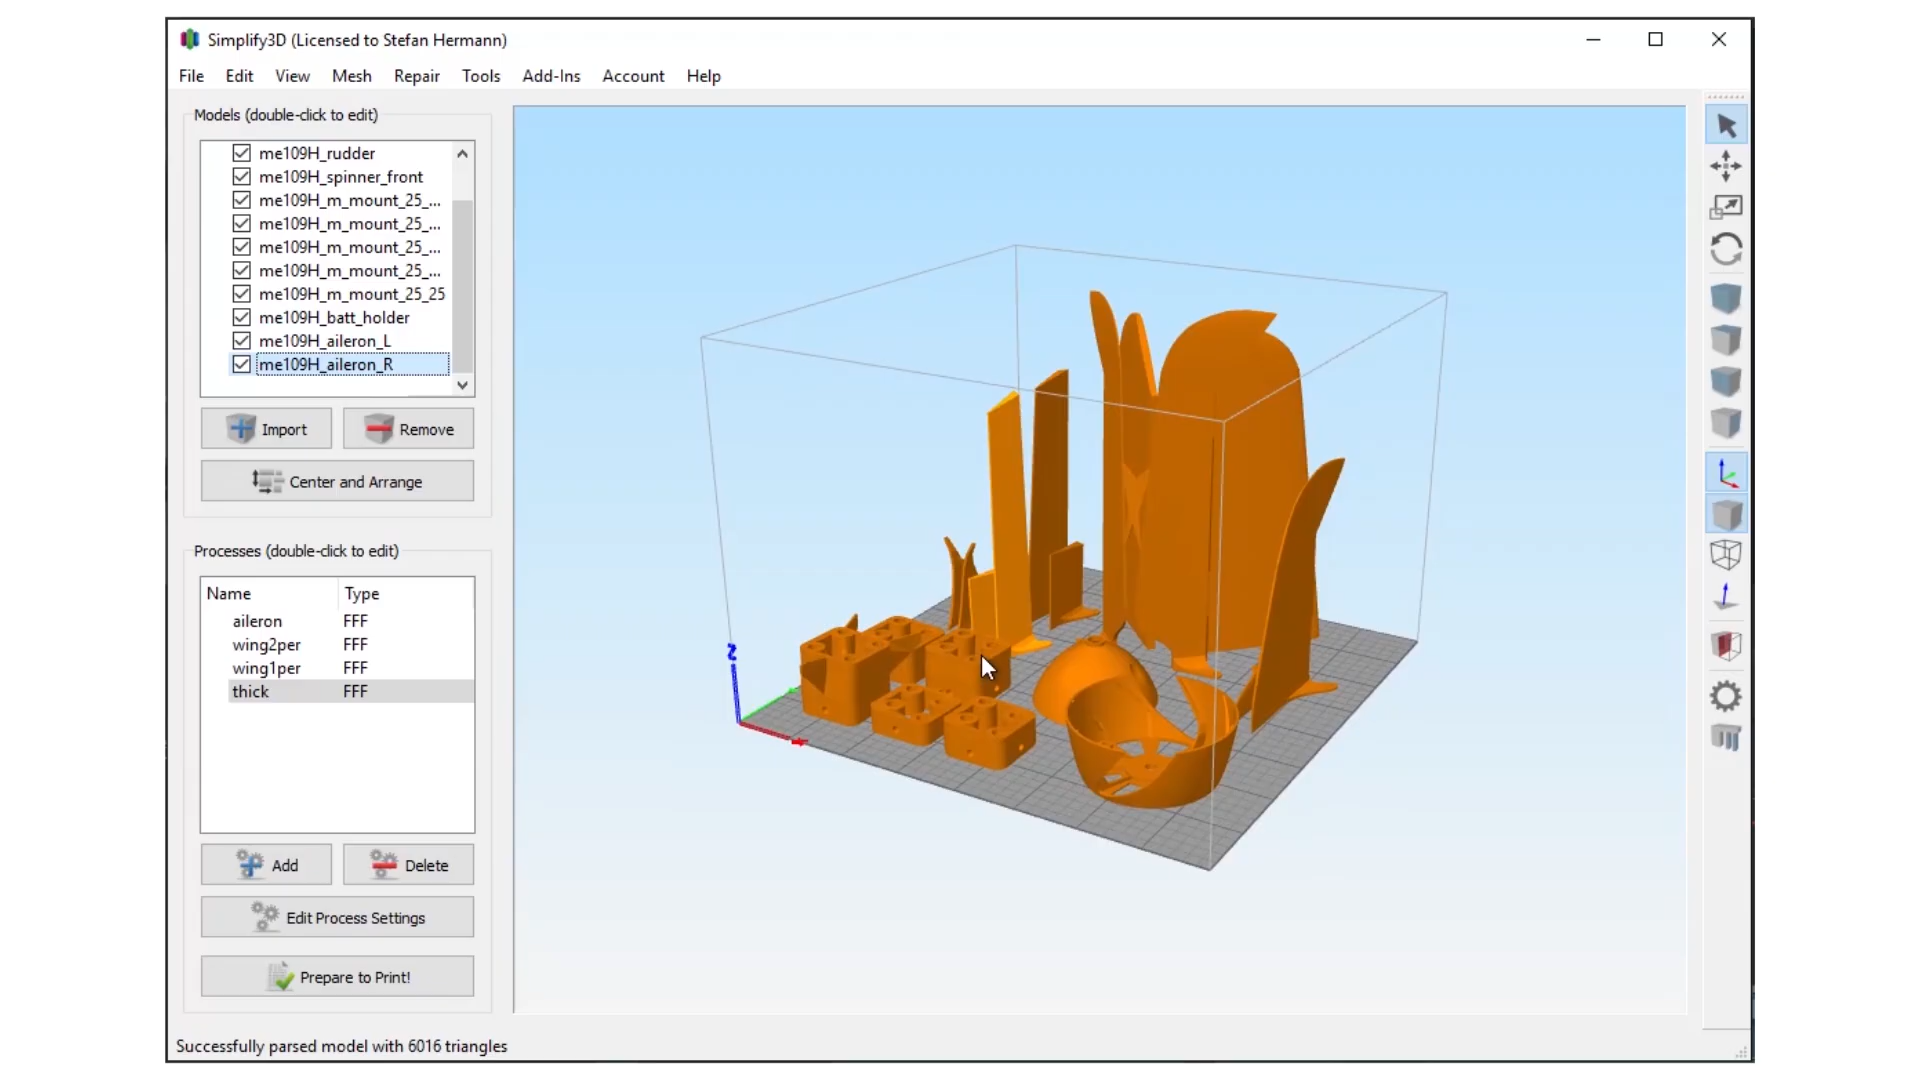 Simplify3D (Licensed to Stefan Hermann)
File Edit View Mesh Repair Tools Add-Ins Account Help
Models (double-click to edit)
me109H_rudder
me109H_spinner_front
me109H_m_mount_25_...
me109H_m_mount_25_...
me109H_m_mount_25_...
me109H_m_mount_25_...
me109H_m_mount_25_25
me109H_batt_holder
me109H_aileron_L
me109H_aileron_R
Import Remove
Center and Arrange
Processes (double-click to edit)
Name Type
aileron FFF
wing2per FFF
wing1per FFF
thick FFF
Add Delete
Edit Process Settings
Prepare to Print!
Z
Successfully parsed model with 6016 triangles